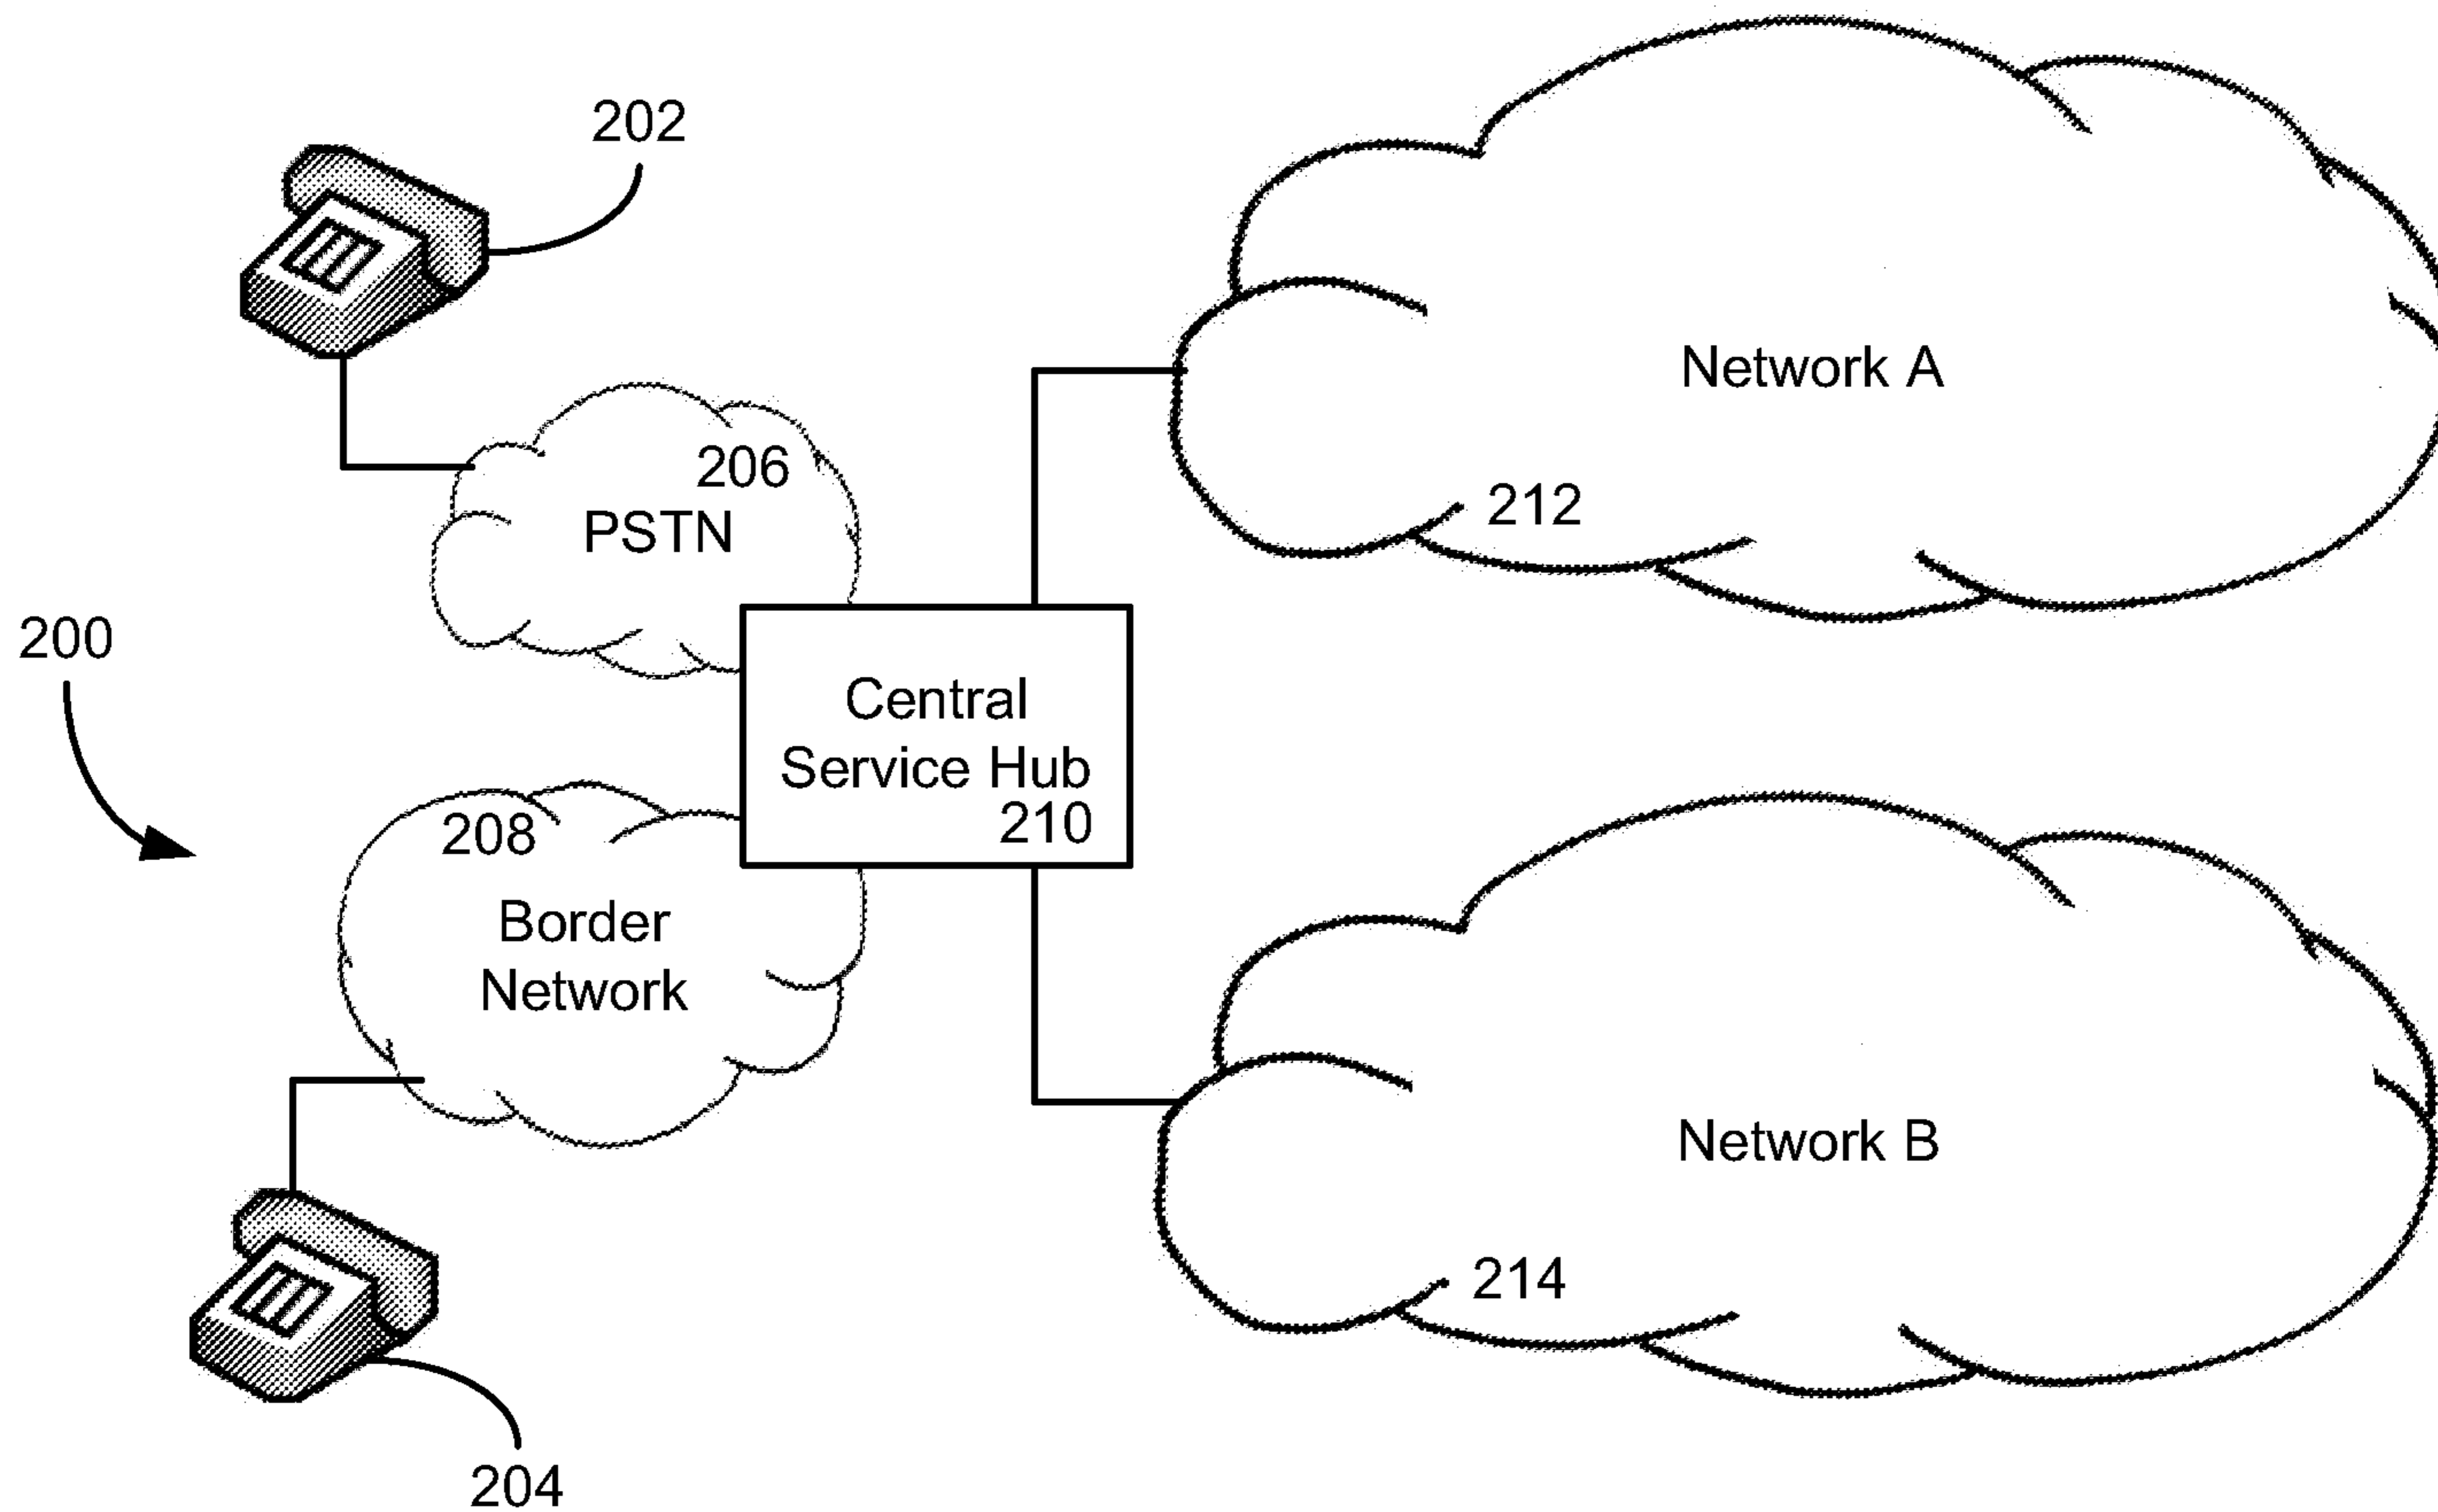 202
206
PSTN
Network A
212
200
Central
Service Hub
210
208
Border
Network
Network B
214
204